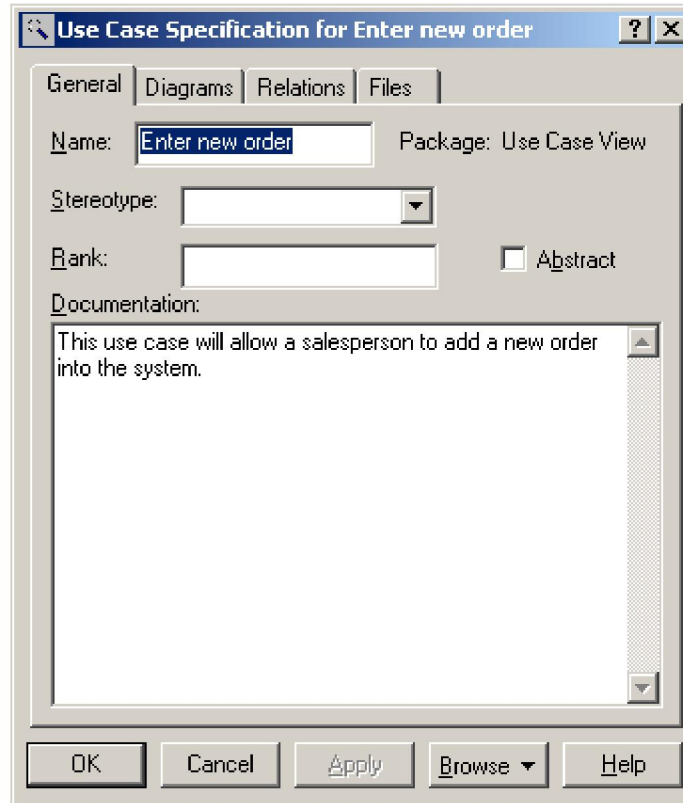 Use Case Specification for Enter new order
General Diagrams Relations Files
Name: Enter new order Package: Use Case View
Stereotype:
Rank: Abstract
Documentation:
This use case will allow a salesperson to add a new order
into the system.
OK Cancel Apply Browse Help